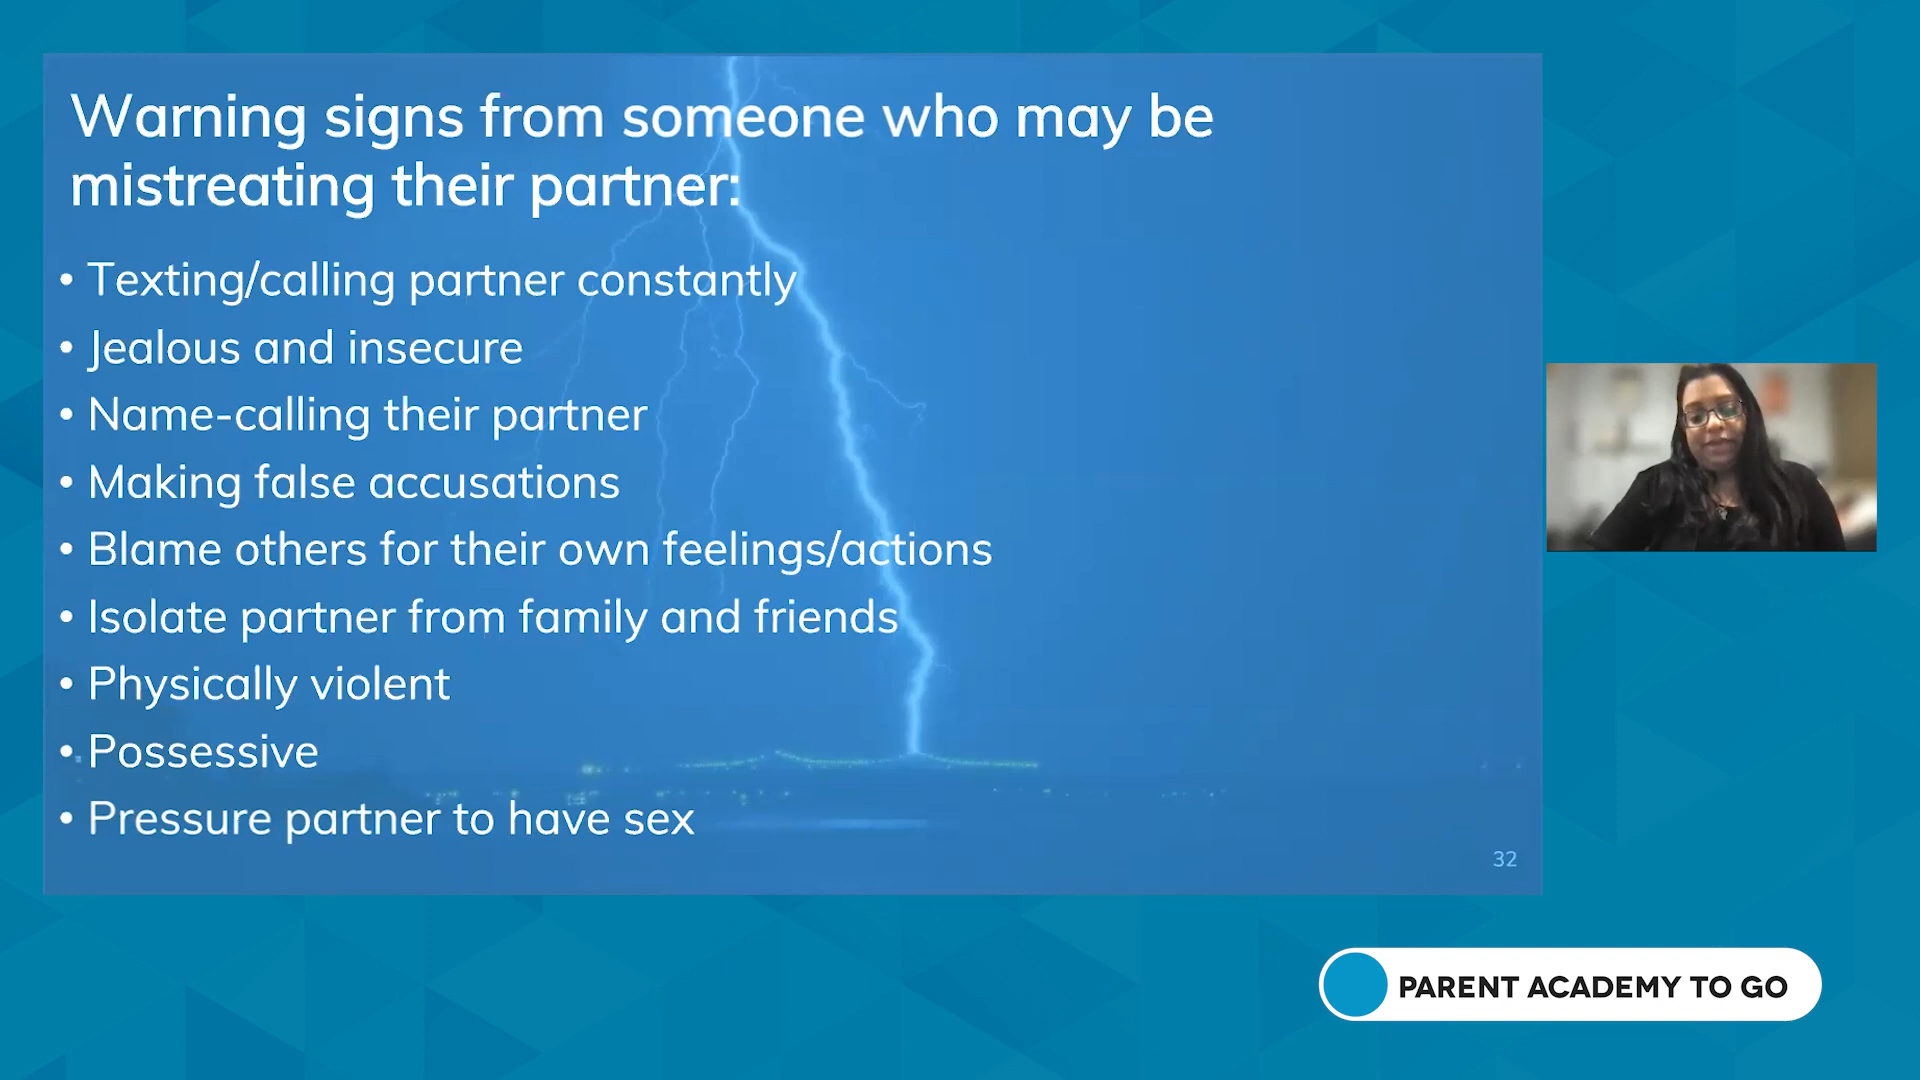 Warning signs from someone who may be
mistreating their partner:
• Texting/calling partner constantly
• Jealous and insecure
• Name-calling their partner
• Making false accusations
• Blame others for their own feelings/actions
• Isolate partner from family and friends
• Physically violent
• Possessive
• Pressure partner to have sex
32
PARENT ACADEMY TO GO